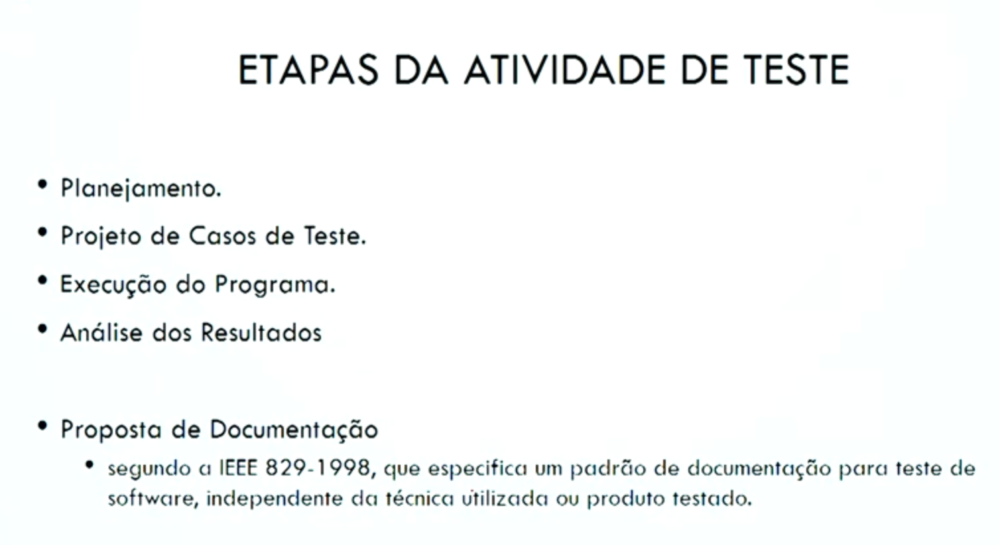 ETAPAS DA ATIVIDADE DE TESTE
• Planejamento.
• Projeto de Casos de Teste.
• Execução do Programa.
• Análise dos Resultados
• Proposta de Documentação
• segundo a IEEE 829-1998, que especifica um padrão de documentação para teste de
software, independente da técnica utilizada ou produto testado.